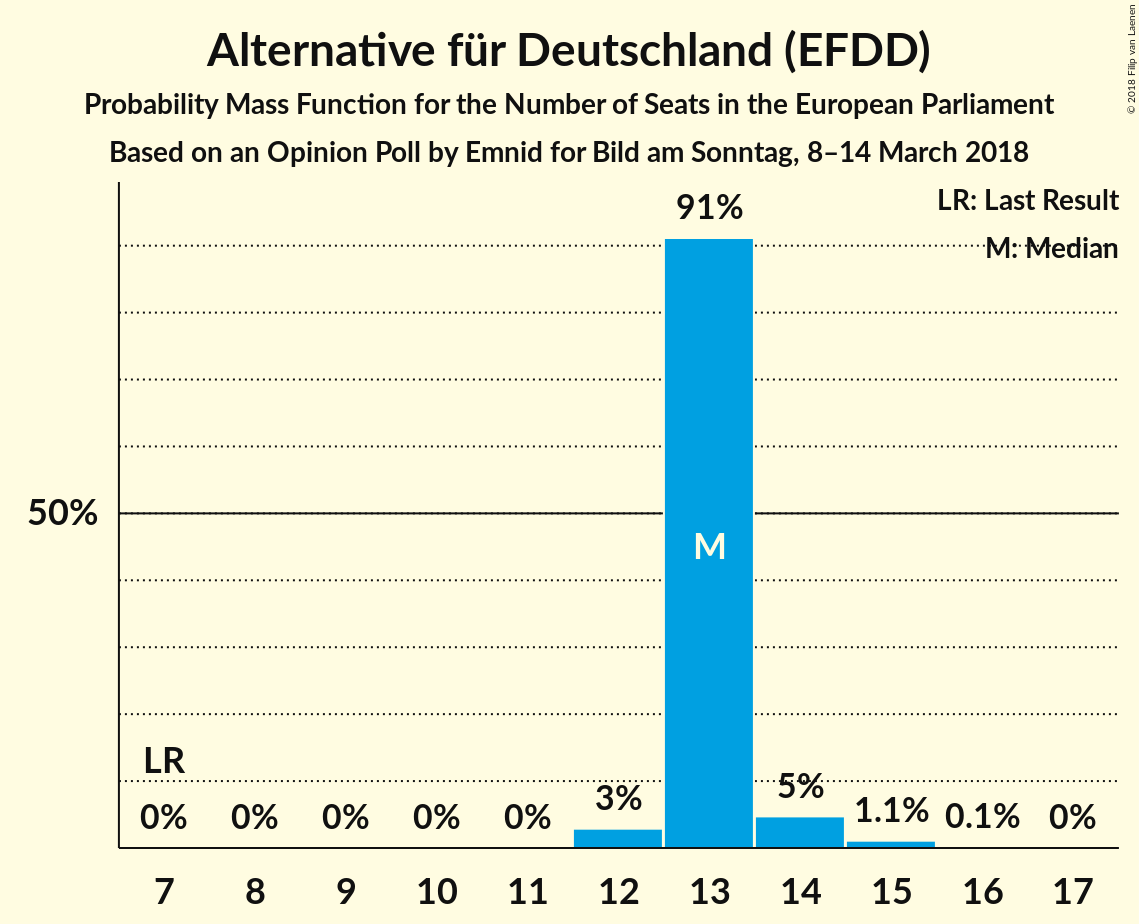 Alternative für Deutschland (EFDD)
Probability Mass Function for the Number of Seats in the European Parliament
Based on an Opinion Poll by Emnid for Bild am Sonntag, 8–14 March 2018
© 2018 Filip van Laenen
LR: Last Result
M: Median
91%
50%
M
LR
0% 0% 0% 0% 0% 3% 5% 1.1% 0.1% 0%
7 8 9 10 11 12 13 14 15 16 17